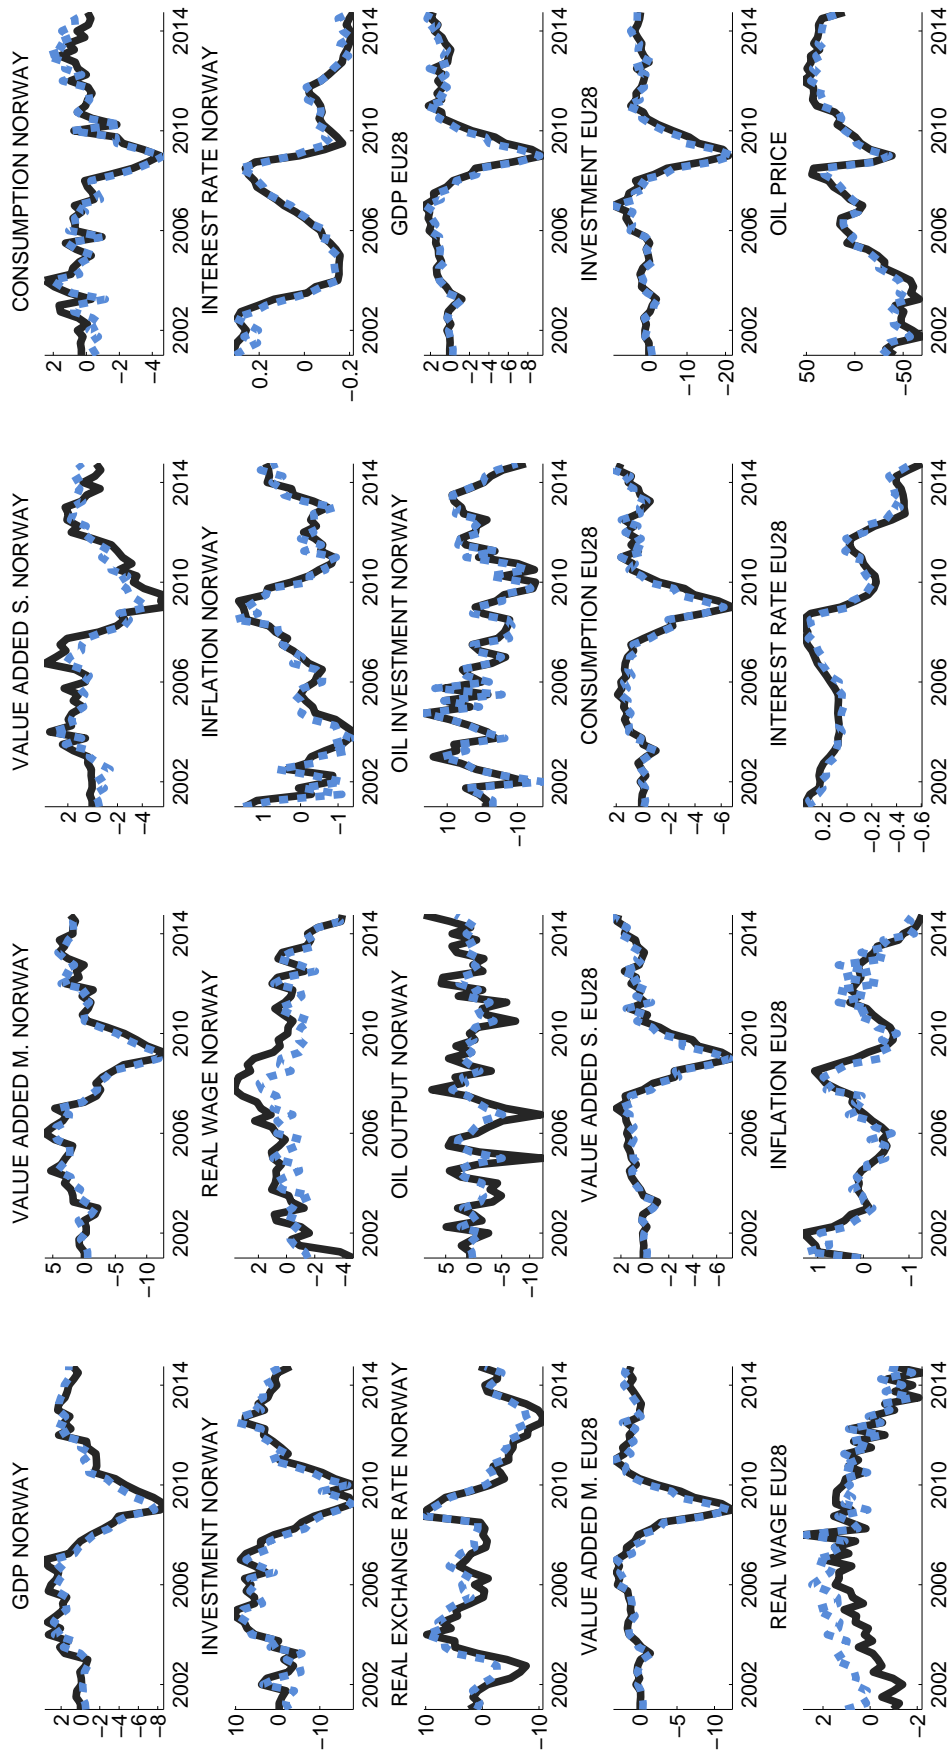 GDP NORWAY
2
0
−2
−4
−6
−8
2002 2006 2010 2014
VALUE ADDED M. NORWAY
5
0
−5
−10
2002 2006 2010 2014
VALUE ADDED S. NORWAY
2
0
−2
−4
2002 2006 2010 2014
CONSUMPTION NORWAY
2
0
−2
−4
2002 2006 2010 2014
INVESTMENT NORWAY
10
0
−10
2002 2006 2010 2014
REAL WAGE NORWAY
2
0
−2
−4
2002 2006 2010 2014
INFLATION NORWAY
1
0
−1
2002 2006 2010 2014
INTEREST RATE NORWAY
0.2
0
−0.2
2002 2006 2010 2014
REAL EXCHANGE RATE NORWAY
10
0
−10
2002 2006 2010 2014
OIL OUTPUT NORWAY
5
0
−5
−10
2002 2006 2010 2014
OIL INVESTMENT NORWAY
10
0
−10
2002 2006 2010 2014
GDP EU28
2
0
−2
−4
−6
−8
2002 2006 2010 2014
VALUE ADDED M. EU28
0
−5
−10
2002 2006 2010 2014
VALUE ADDED S. EU28
2
0
−2
−4
−6
2002 2006 2010 2014
CONSUMPTION EU28
2
0
−2
−4
−6
2002 2006 2010 2014
INVESTMENT EU28
0
−10
−20
2002 2006 2010 2014
REAL WAGE EU28
2
0
−2
2002 2006 2010 2014
INFLATION EU28
1
0
−1
2002 2006 2010 2014
INTEREST RATE EU28
0.2
0
−0.2
−0.4
−0.6
2002 2006 2010 2014
OIL PRICE
50
0
−50
2002 2006 2010 2014